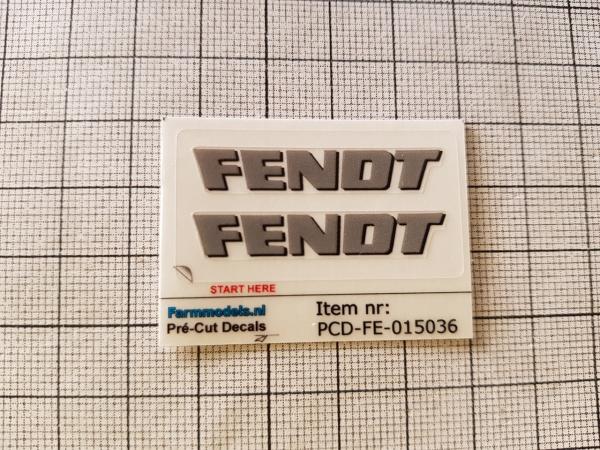 FENDT
FENDT
START HERE
Farmmodels.nl
Pré-Cut Decals
Item nr:
PCD-FE-015036